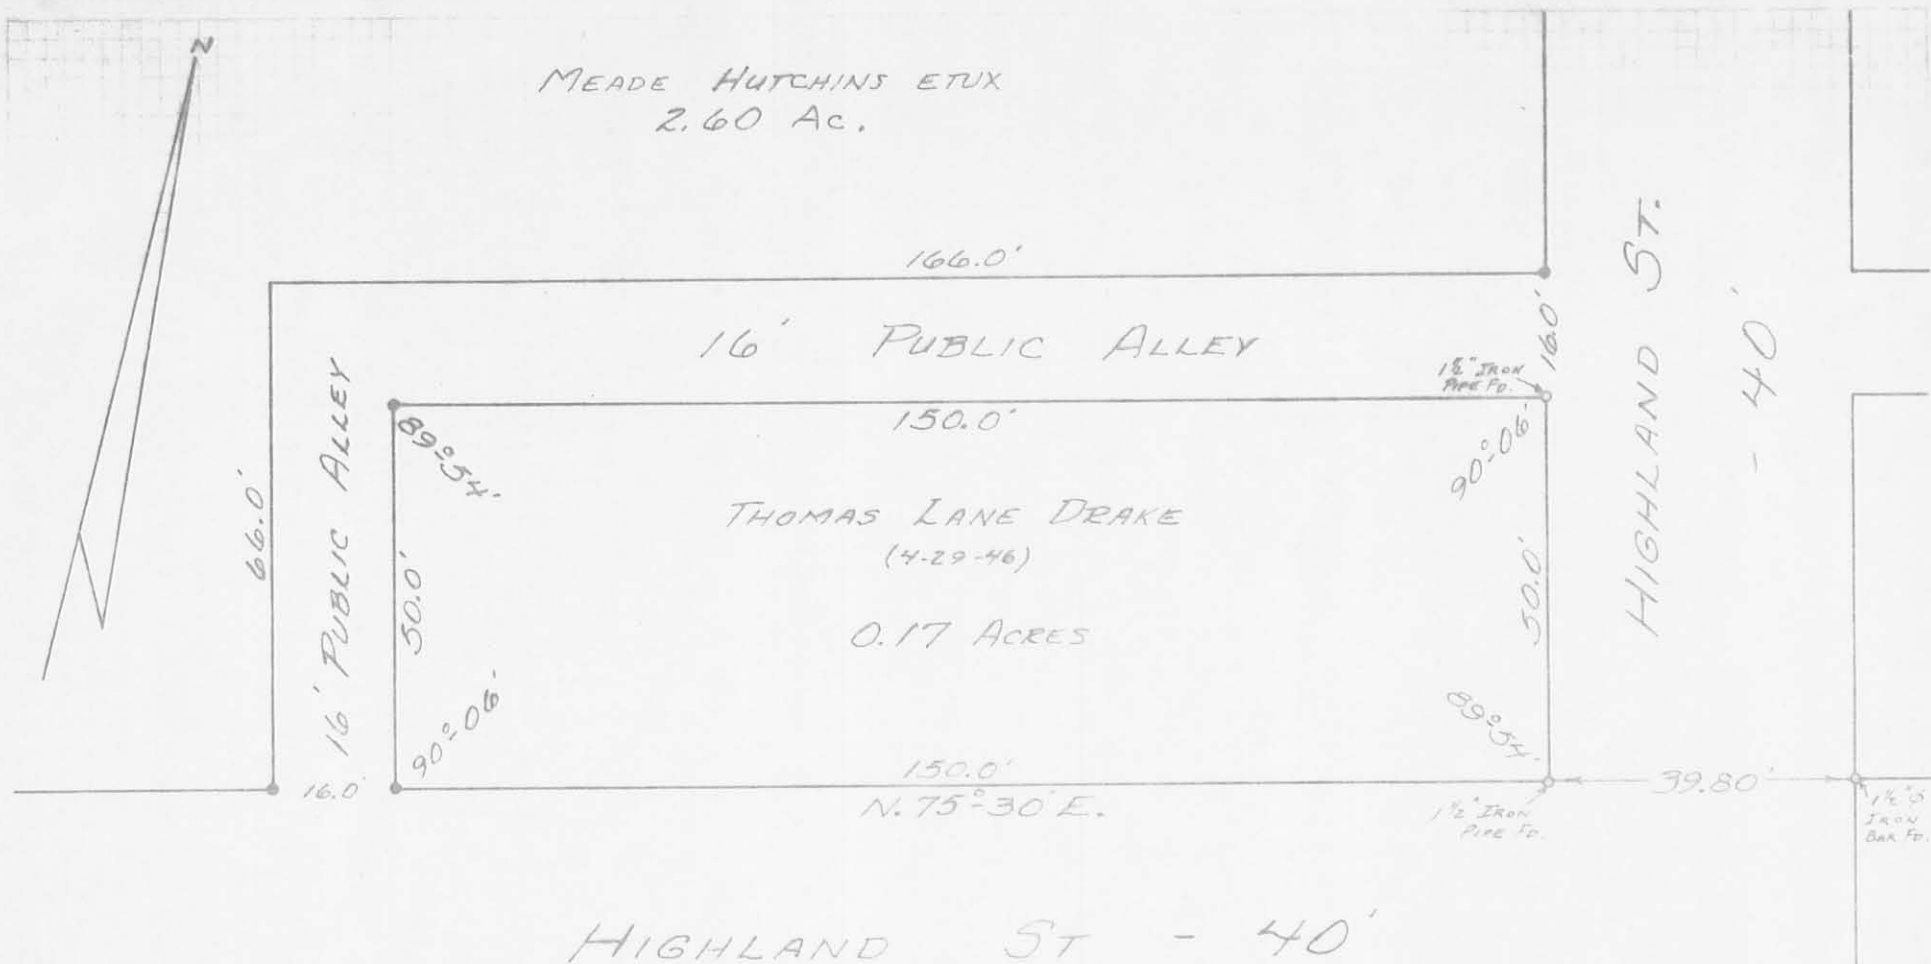 N
MEADE HUTCHINS ETUX
2.60 AC.
166.0'
16' PUBLIC ALLEY
16.0'
1½" IRON
PIPE FD.
HIGHLAND ST.
- 40'
150.0'
89°-54'
90°-06'
66.0'
16' PUBLIC ALLEY
50.0'
THOMAS LANE DRAKE
(4-29-46)
0.17 ACRES
50.0'
90°-06'
89°-54'
16.0'
150.0'
N. 75°-30' E.
39.80'
1½" IRON
PIPE FD.
1½" Ø
IRON
BAR FD.
HIGHLAND ST - 40'